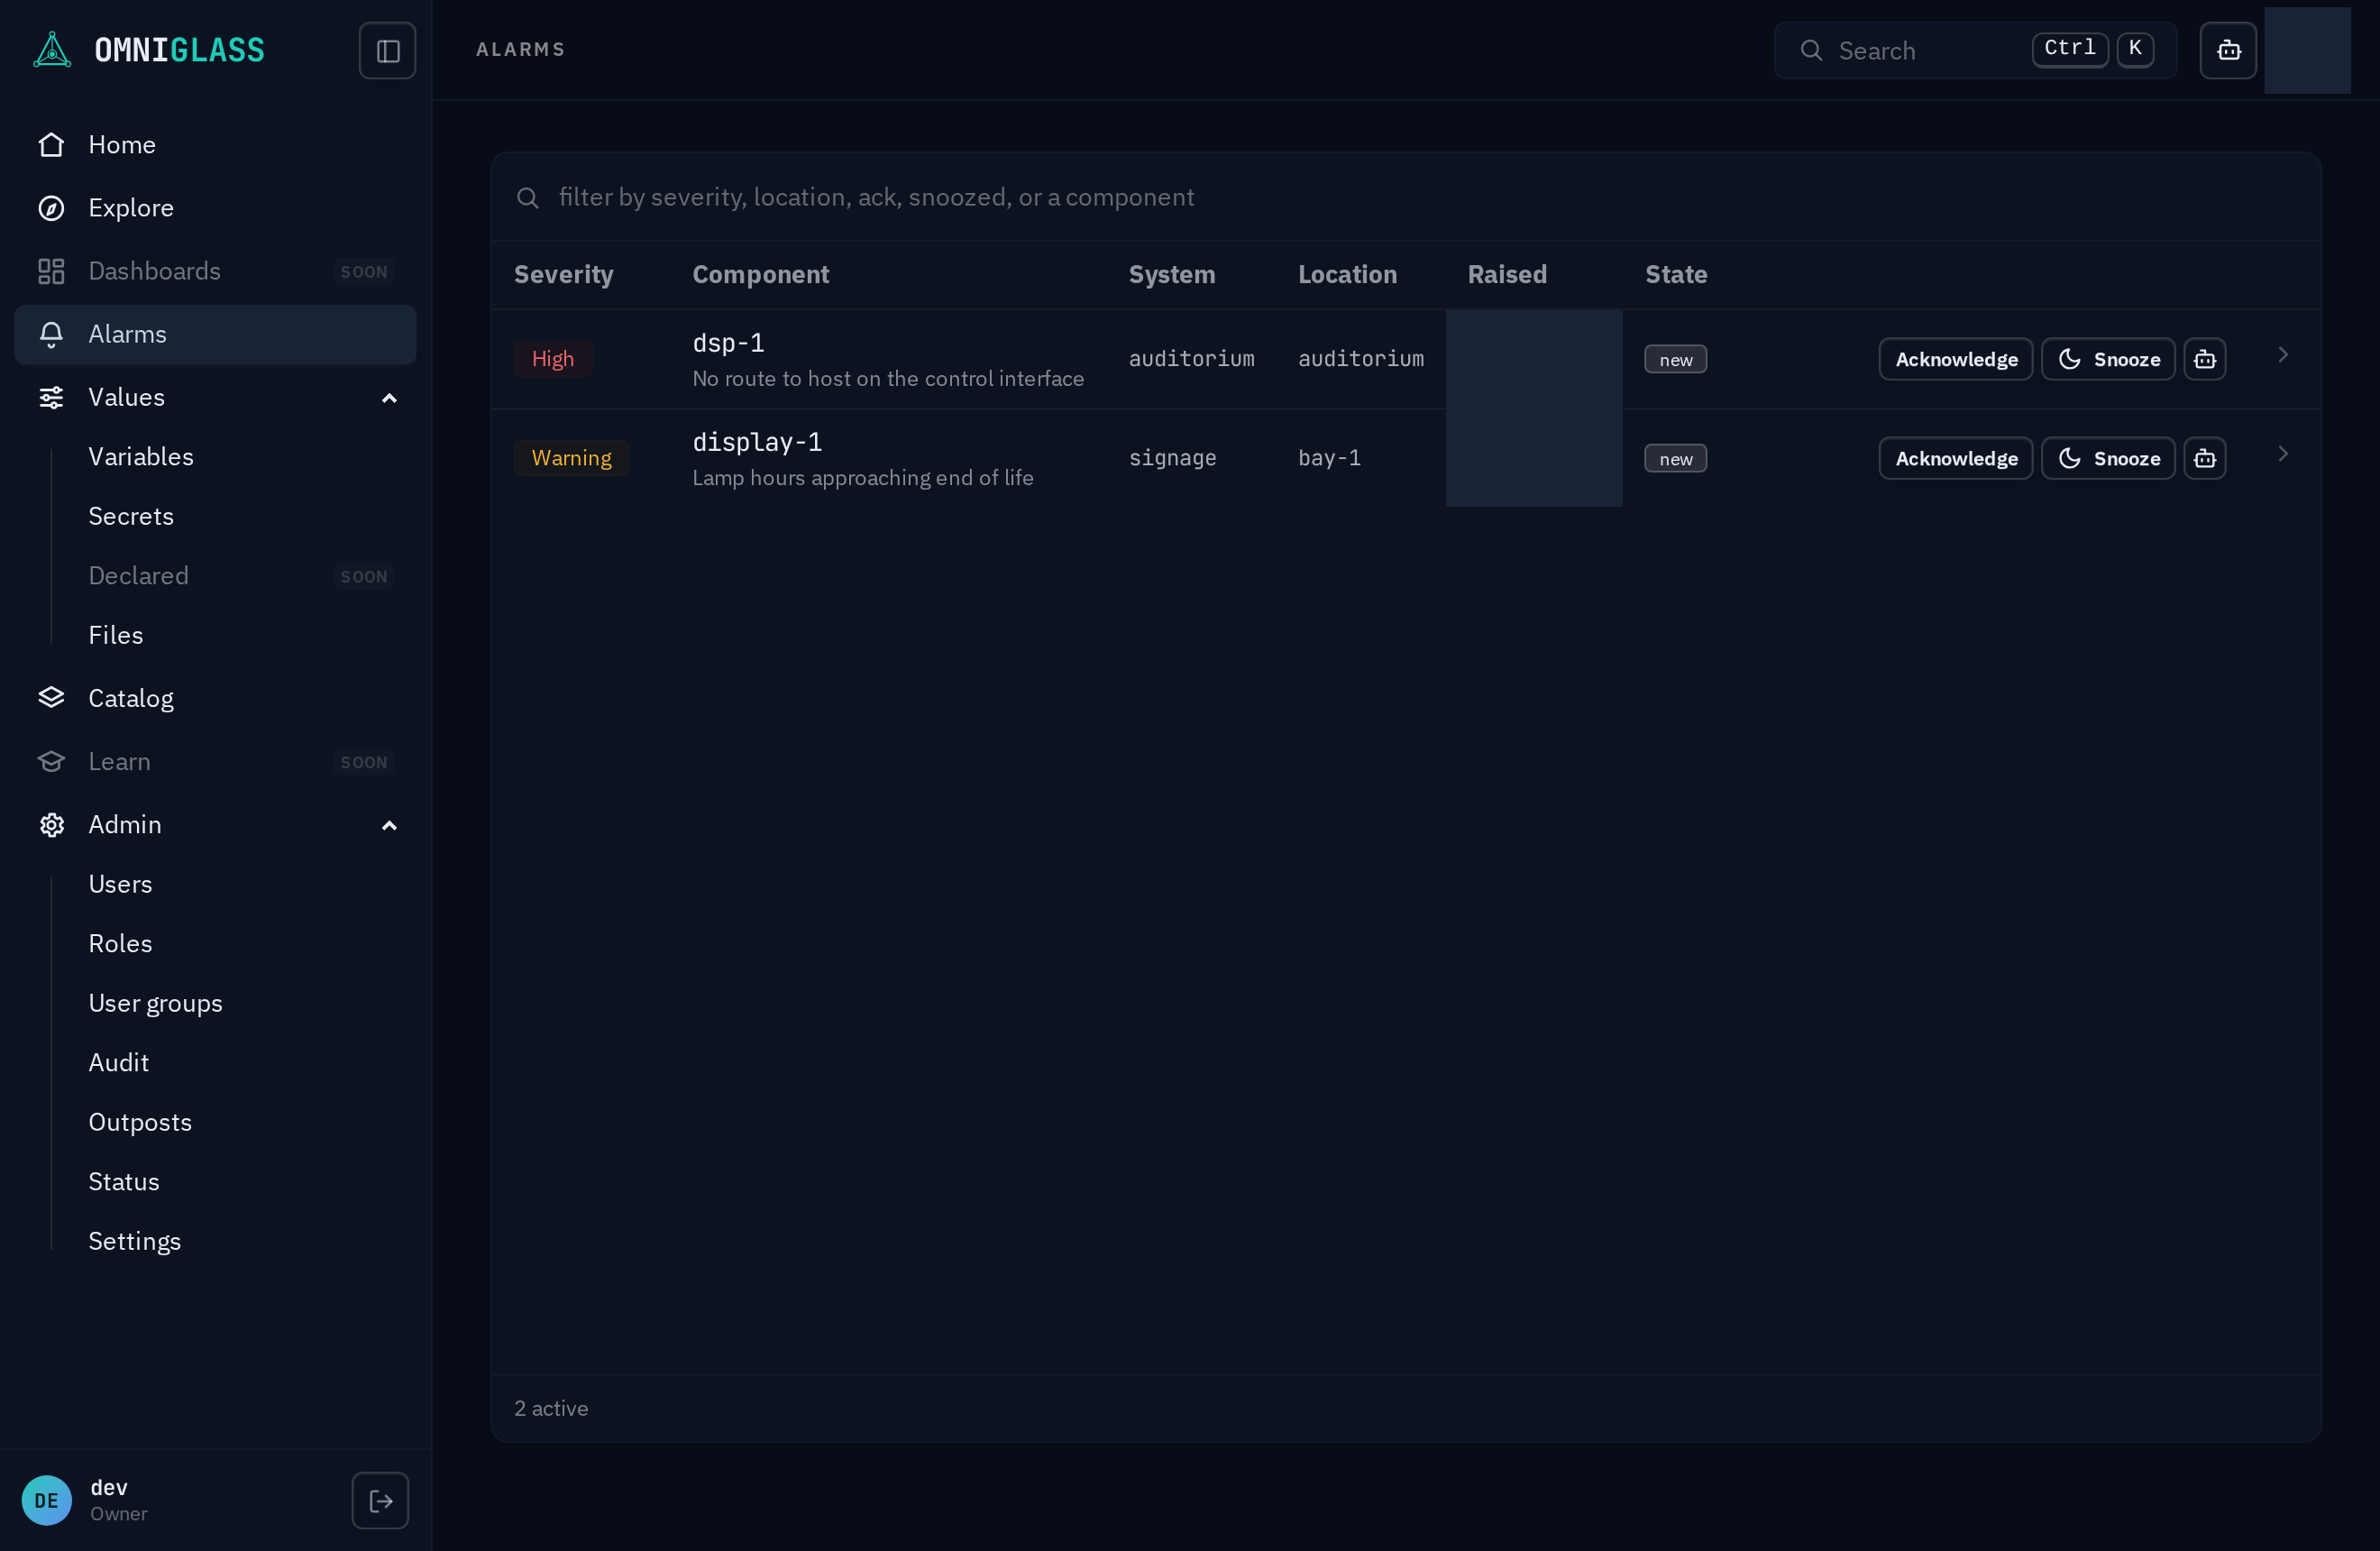 OMNIGLASS
ALARMS
Search Ctrl K
Home
Explore
Dashboards SOON
Alarms
Values
Variables
Secrets
Declared SOON
Files
Catalog
Learn SOON
Admin
Users
Roles
User groups
Audit
Outposts
Status
Settings
DE dev
Owner
filter by severity, location, ack, snoozed, or a component
Severity Component System Location Raised State
High dsp-1 auditorium auditorium new Acknowledge Snooze
No route to host on the control interface
Warning display-1 signage bay-1 new Acknowledge Snooze
Lamp hours approaching end of life
2 active